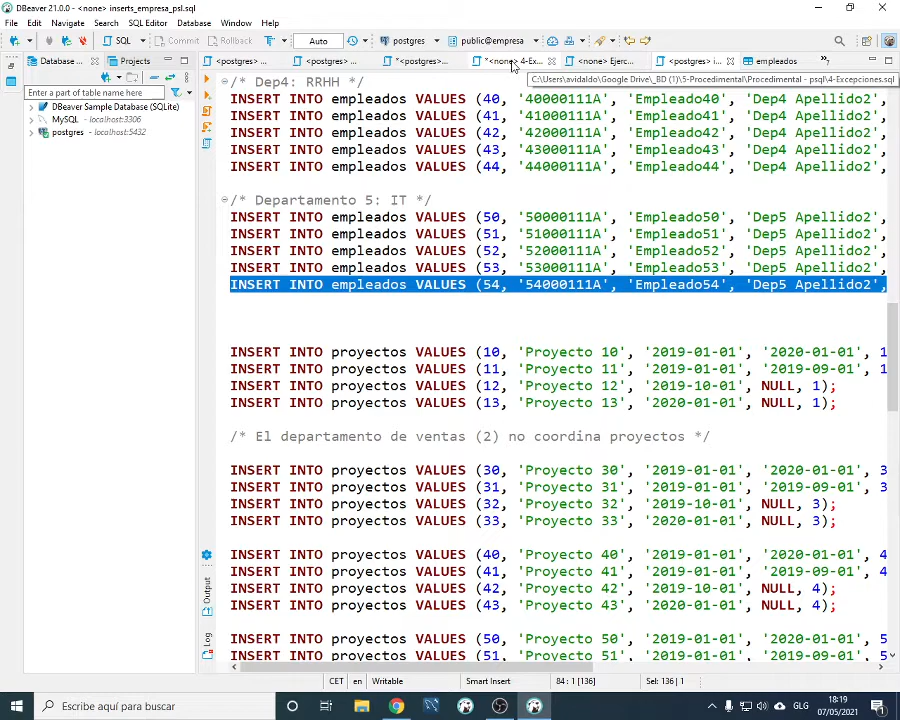 DBeaver 21.0.0 - <none> inserts_empresa_psl.sql
File Edit Navigate Search SQL Editor Database Window Help
SQL Commit Rollback T Auto postgres public@empresa
Database ... Projects
<postgres> ... <postgres> ... *<postgres>... *<none> 4-Ex... <none> Ejerc... <postgres> i... empleados »7
C:\Users\avidaldo\Google Drive\_BD (1)\5-Procedimental\Procedimental - psql\4-Excepciones.sql
Enter a part of table name here
DBeaver Sample Database (SQLite)
MySQL - localhost:3306
postgres - localhost:5432
/* Dep4: RRHH */
INSERT INTO empleados VALUES (40, '40000111A', 'Empleado40', 'Dep4 Apellido2',
INSERT INTO empleados VALUES (41, '41000111A', 'Empleado41', 'Dep4 Apellido2',
INSERT INTO empleados VALUES (42, '42000111A', 'Empleado42', 'Dep4 Apellido2',
INSERT INTO empleados VALUES (43, '43000111A', 'Empleado43', 'Dep4 Apellido2',
INSERT INTO empleados VALUES (44, '44000111A', 'Empleado44', 'Dep4 Apellido2',
/* Departamento 5: IT */
INSERT INTO empleados VALUES (50, '50000111A', 'Empleado50', 'Dep5 Apellido2',
INSERT INTO empleados VALUES (51, '51000111A', 'Empleado51', 'Dep5 Apellido2',
INSERT INTO empleados VALUES (52, '52000111A', 'Empleado52', 'Dep5 Apellido2',
INSERT INTO empleados VALUES (53, '53000111A', 'Empleado53', 'Dep5 Apellido2',
INSERT INTO empleados VALUES (54, '54000111A', 'Empleado54', 'Dep5 Apellido2',
INSERT INTO proyectos VALUES (10, 'Proyecto 10', '2019-01-01', '2020-01-01', 1
INSERT INTO proyectos VALUES (11, 'Proyecto 11', '2019-01-01', '2019-09-01', 1
INSERT INTO proyectos VALUES (12, 'Proyecto 12', '2019-10-01', NULL, 1);
INSERT INTO proyectos VALUES (13, 'Proyecto 13', '2020-01-01', NULL, 1);
/* El departamento de ventas (2) no coordina proyectos */
INSERT INTO proyectos VALUES (30, 'Proyecto 30', '2019-01-01', '2020-01-01', 3
INSERT INTO proyectos VALUES (31, 'Proyecto 31', '2019-01-01', '2019-09-01', 3
INSERT INTO proyectos VALUES (32, 'Proyecto 32', '2019-10-01', NULL, 3);
INSERT INTO proyectos VALUES (33, 'Proyecto 33', '2020-01-01', NULL, 3);
INSERT INTO proyectos VALUES (40, 'Proyecto 40', '2019-01-01', '2020-01-01', 4
INSERT INTO proyectos VALUES (41, 'Proyecto 41', '2019-01-01', '2019-09-01', 4
INSERT INTO proyectos VALUES (42, 'Proyecto 42', '2019-10-01', NULL, 4);
INSERT INTO proyectos VALUES (43, 'Proyecto 43', '2020-01-01', NULL, 4);
INSERT INTO proyectos VALUES (50, 'Proyecto 50', '2019-01-01', '2020-01-01', 5
INSERT INTO proyectos VALUES (51, 'Proyecto 51', '2019-01-01', '2019-09-01', 5
Output
Log
CET en Writable Smart Insert 84 : 1 [136] Sel: 136 | 1
Escribe aquí para buscar
GLG
18:19
07/05/2021
1